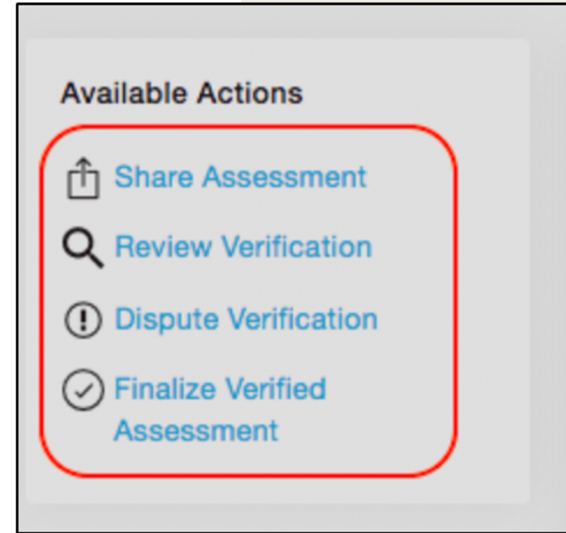 Available Actions
Share Assessment
Review Verification
Dispute Verification
Finalize Verified
Assessment